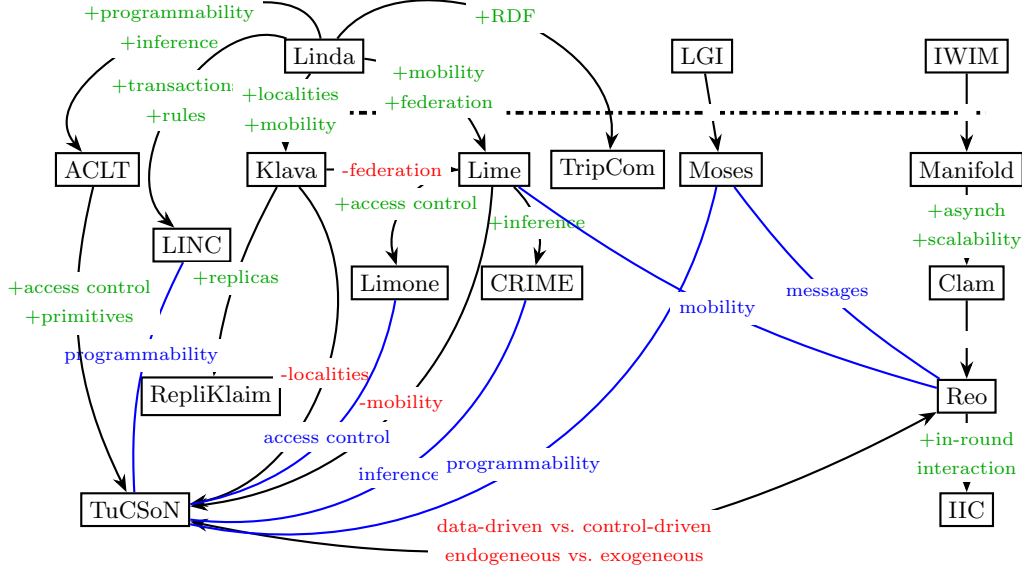 +programmability
+RDF
+inference
Linda
LGI
IWIM
+mobility
+transaction
+localities
+federation
+rules
+mobility
ACLT
Klava
-federation
Lime
TripCom
Moses
Manifold
+access control
+asynch
+inference
+scalability
LINC
+replicas
Limone
CRIME
Clam
+access control
messages
mobility
+primitives
programmability
-localities
RepliKlaim
-mobility
Reo
access control
+in-round
inference
programmability
interaction
TuCSoN
IIC
data-driven vs. control-driven
endogeneous vs. exogeneous